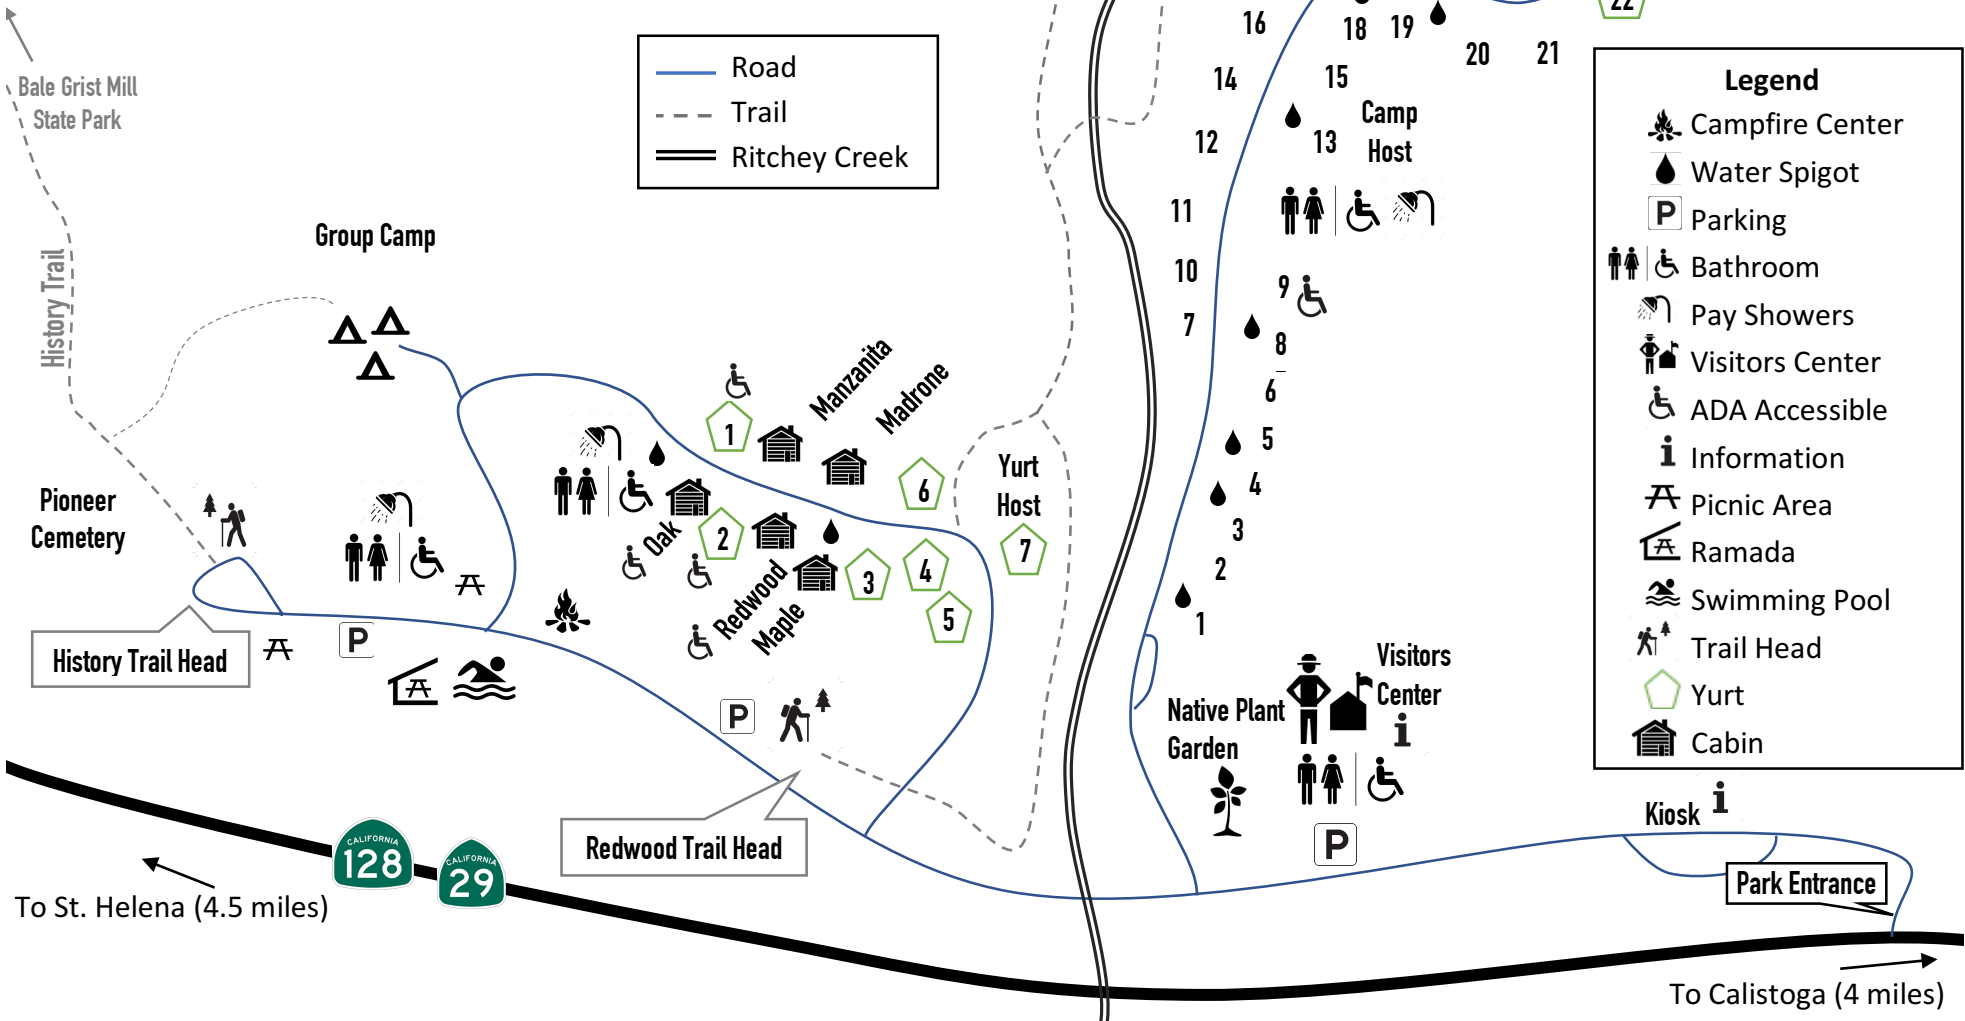 22
16
18
19
20
21
14
15
12
13
Camp
Host
11
10
9
7
8
6
5
4
3
2
1
Bale Grist Mill
State Park
History Trail
Road
Trail
Ritchey Creek
Group Camp
Manzanita
Madrone
1
6
Yurt
Host
7
Pioneer
Cemetery
Oak
2
Redwood
Maple
3
4
5
History Trail Head
P
P
Redwood Trail Head
Native Plant
Garden
Visitors
Center
i
P
Kiosk
i
Park Entrance
CALIFORNIA
128
CALIFORNIA
29
To St. Helena (4.5 miles)
To Calistoga (4 miles)
Legend
Campfire Center
Water Spigot
P Parking
Bathroom
Pay Showers
Visitors Center
ADA Accessible
i Information
Picnic Area
Ramada
Swimming Pool
Trail Head
Yurt
Cabin